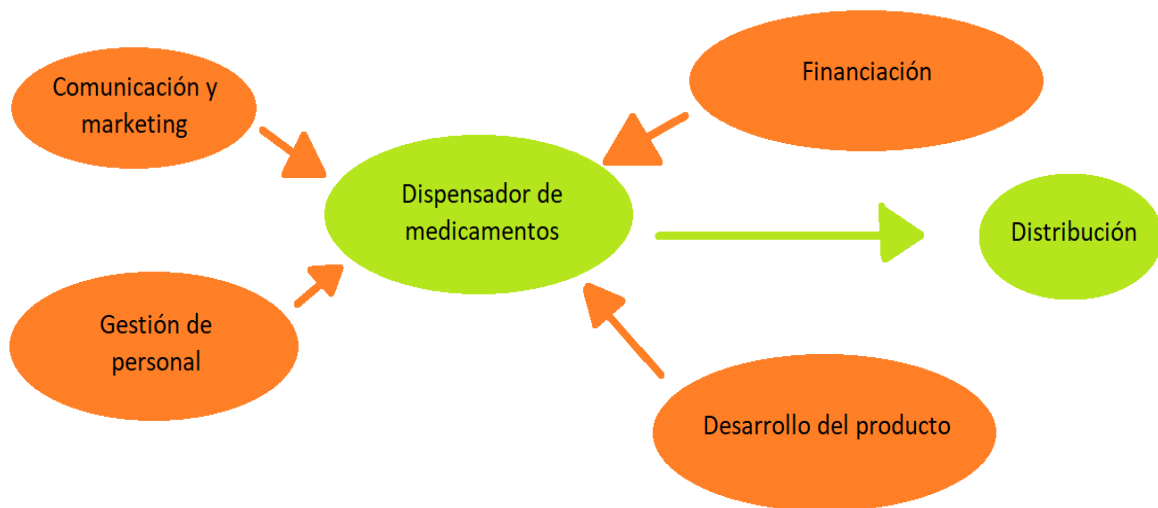 Comunicación y
marketing
Financiación
Dispensador de
medicamentos
Distribución
Gestión de
personal
Desarrollo del producto